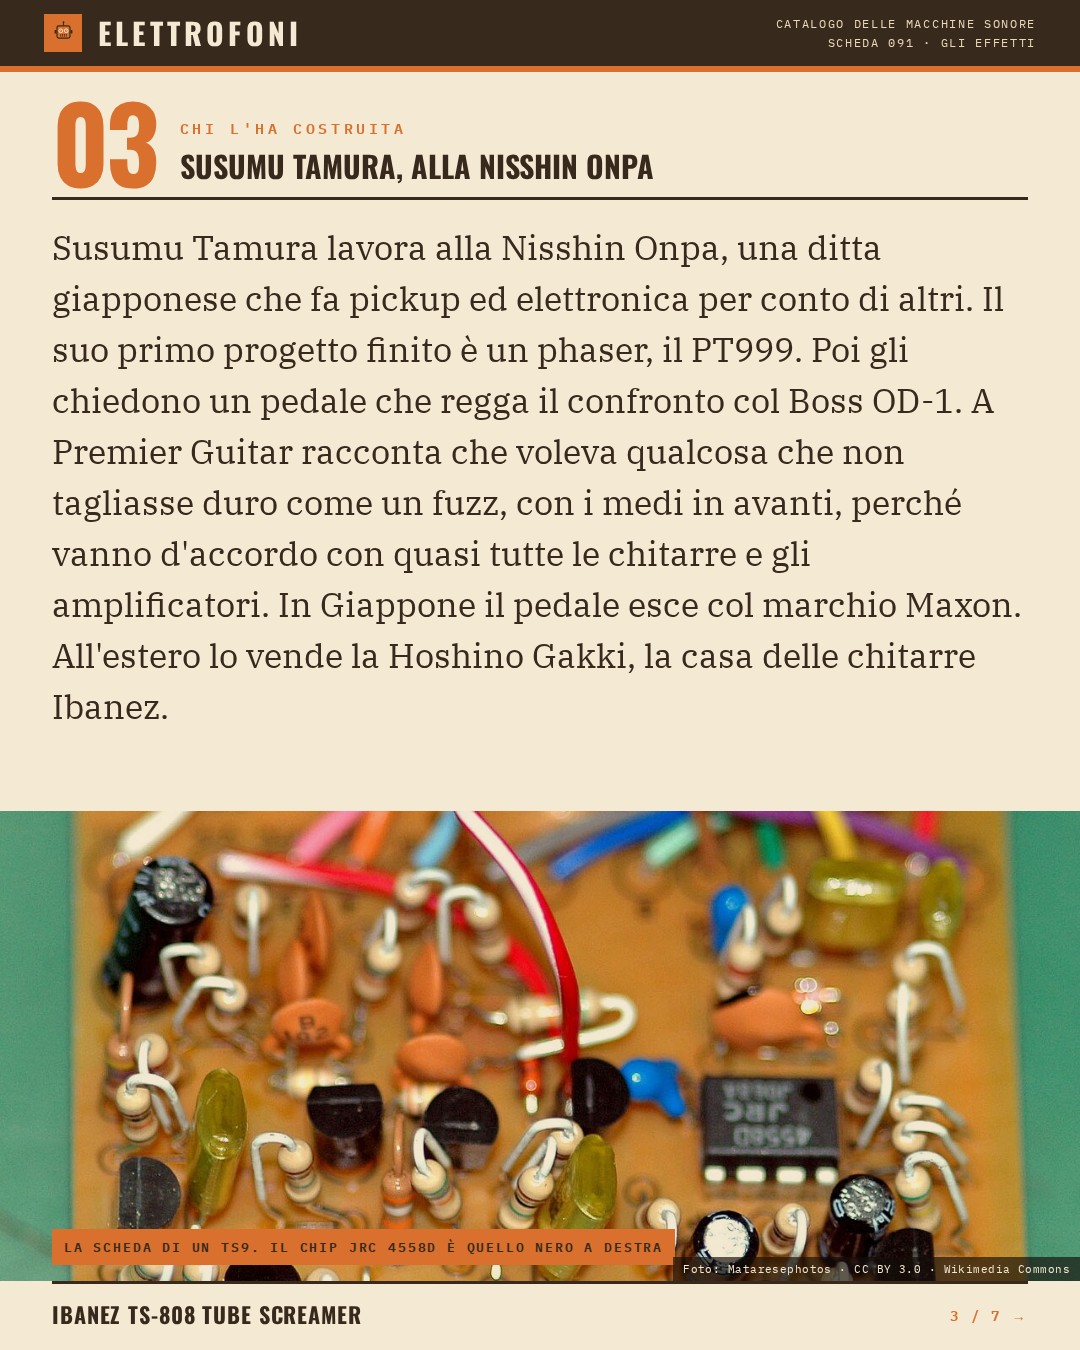 ELETTROFONI
CATALOGO DELLE MACCHINE SONORE
SCHEDA 091 · GLI EFFETTI
03
CHI L'HA COSTRUITA
SUSUMU TAMURA, ALLA NISSHIN ONPA
Susumu Tamura lavora alla Nisshin Onpa, una ditta
giapponese che fa pickup ed elettronica per conto di altri. Il
suo primo progetto finito è un phaser, il PT999. Poi gli
chiedono un pedale che regga il confronto col Boss OD-1. A
Premier Guitar racconta che voleva qualcosa che non
tagliasse duro come un fuzz, con i medi in avanti, perché
vanno d'accordo con quasi tutte le chitarre e gli
amplificatori. In Giappone il pedale esce col marchio Maxon.
All'estero lo vende la Hoshino Gakki, la casa delle chitarre
Ibanez.
JRC
4558D
LA SCHEDA DI UN TS9. IL CHIP JRC 4558D È QUELLO NERO A DESTRA
Foto: Mataresephotos · CC BY 3.0 · Wikimedia Commons
IBANEZ TS-808 TUBE SCREAMER
3 / 7 →